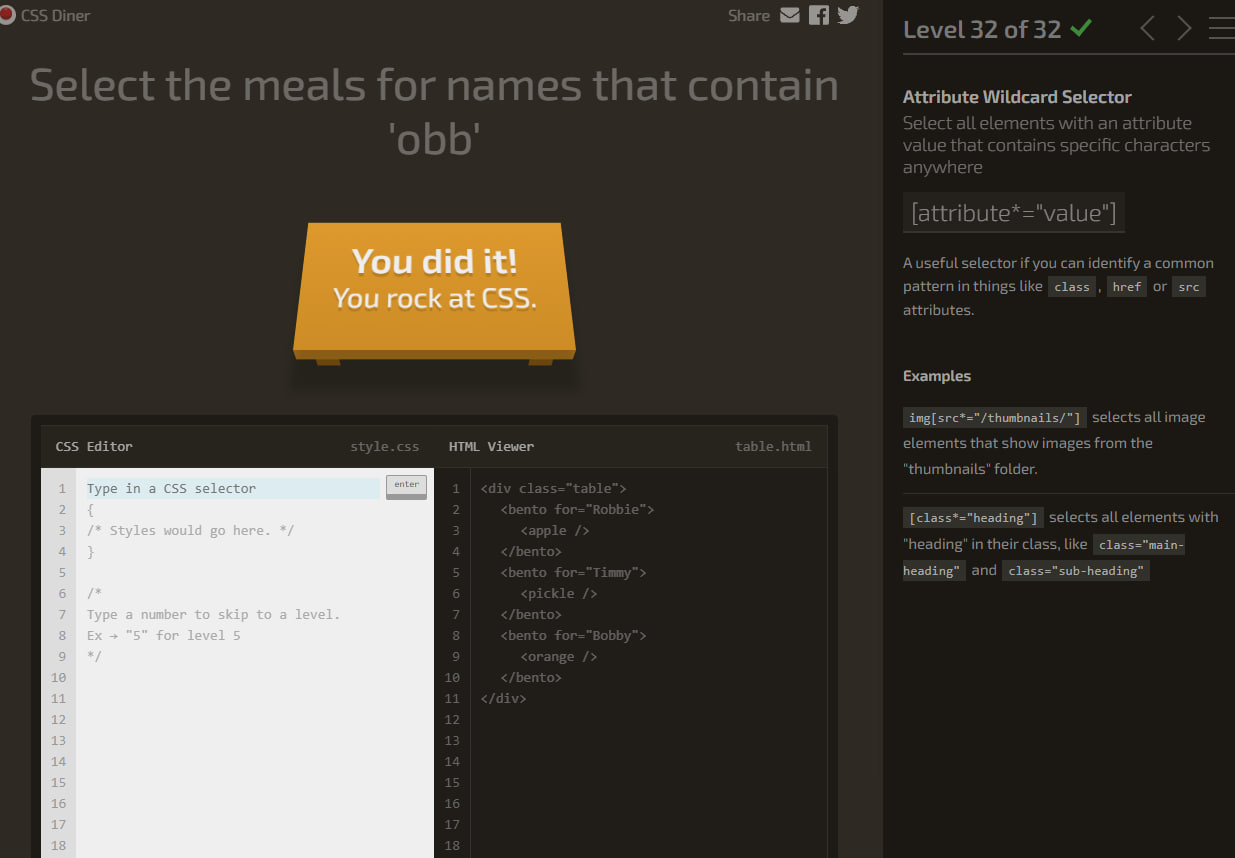 CSS Diner
Share
Select the meals for names that contain
'obb'
You did it!
You rock at CSS.
CSS Editor
style.css
HTML Viewer
table.html
1 Type in a CSS selector
enter
2 {
3 /* Styles would go here. */
4 }
5
6 /*
7 Type a number to skip to a level.
8 Ex → "5" for level 5
9 */
10
11
12
13
14
15
16
17
18
1 <div class="table">
2 <bento for="Robbie">
3 <apple />
4 </bento>
5 <bento for="Timmy">
6 <pickle />
7 </bento>
8 <bento for="Bobby">
9 <orange />
10 </bento>
11 </div>
12
13
14
15
16
17
18
Level 32 of 32
Attribute Wildcard Selector
Select all elements with an attribute
value that contains specific characters
anywhere
[attribute*="value"]
A useful selector if you can identify a common
pattern in things like class , href or src
attributes.
Examples
img[src*="/thumbnails/"] selects all image
elements that show images from the
"thumbnails" folder.
[class*="heading"] selects all elements with
"heading" in their class, like class="main-
heading" and class="sub-heading"